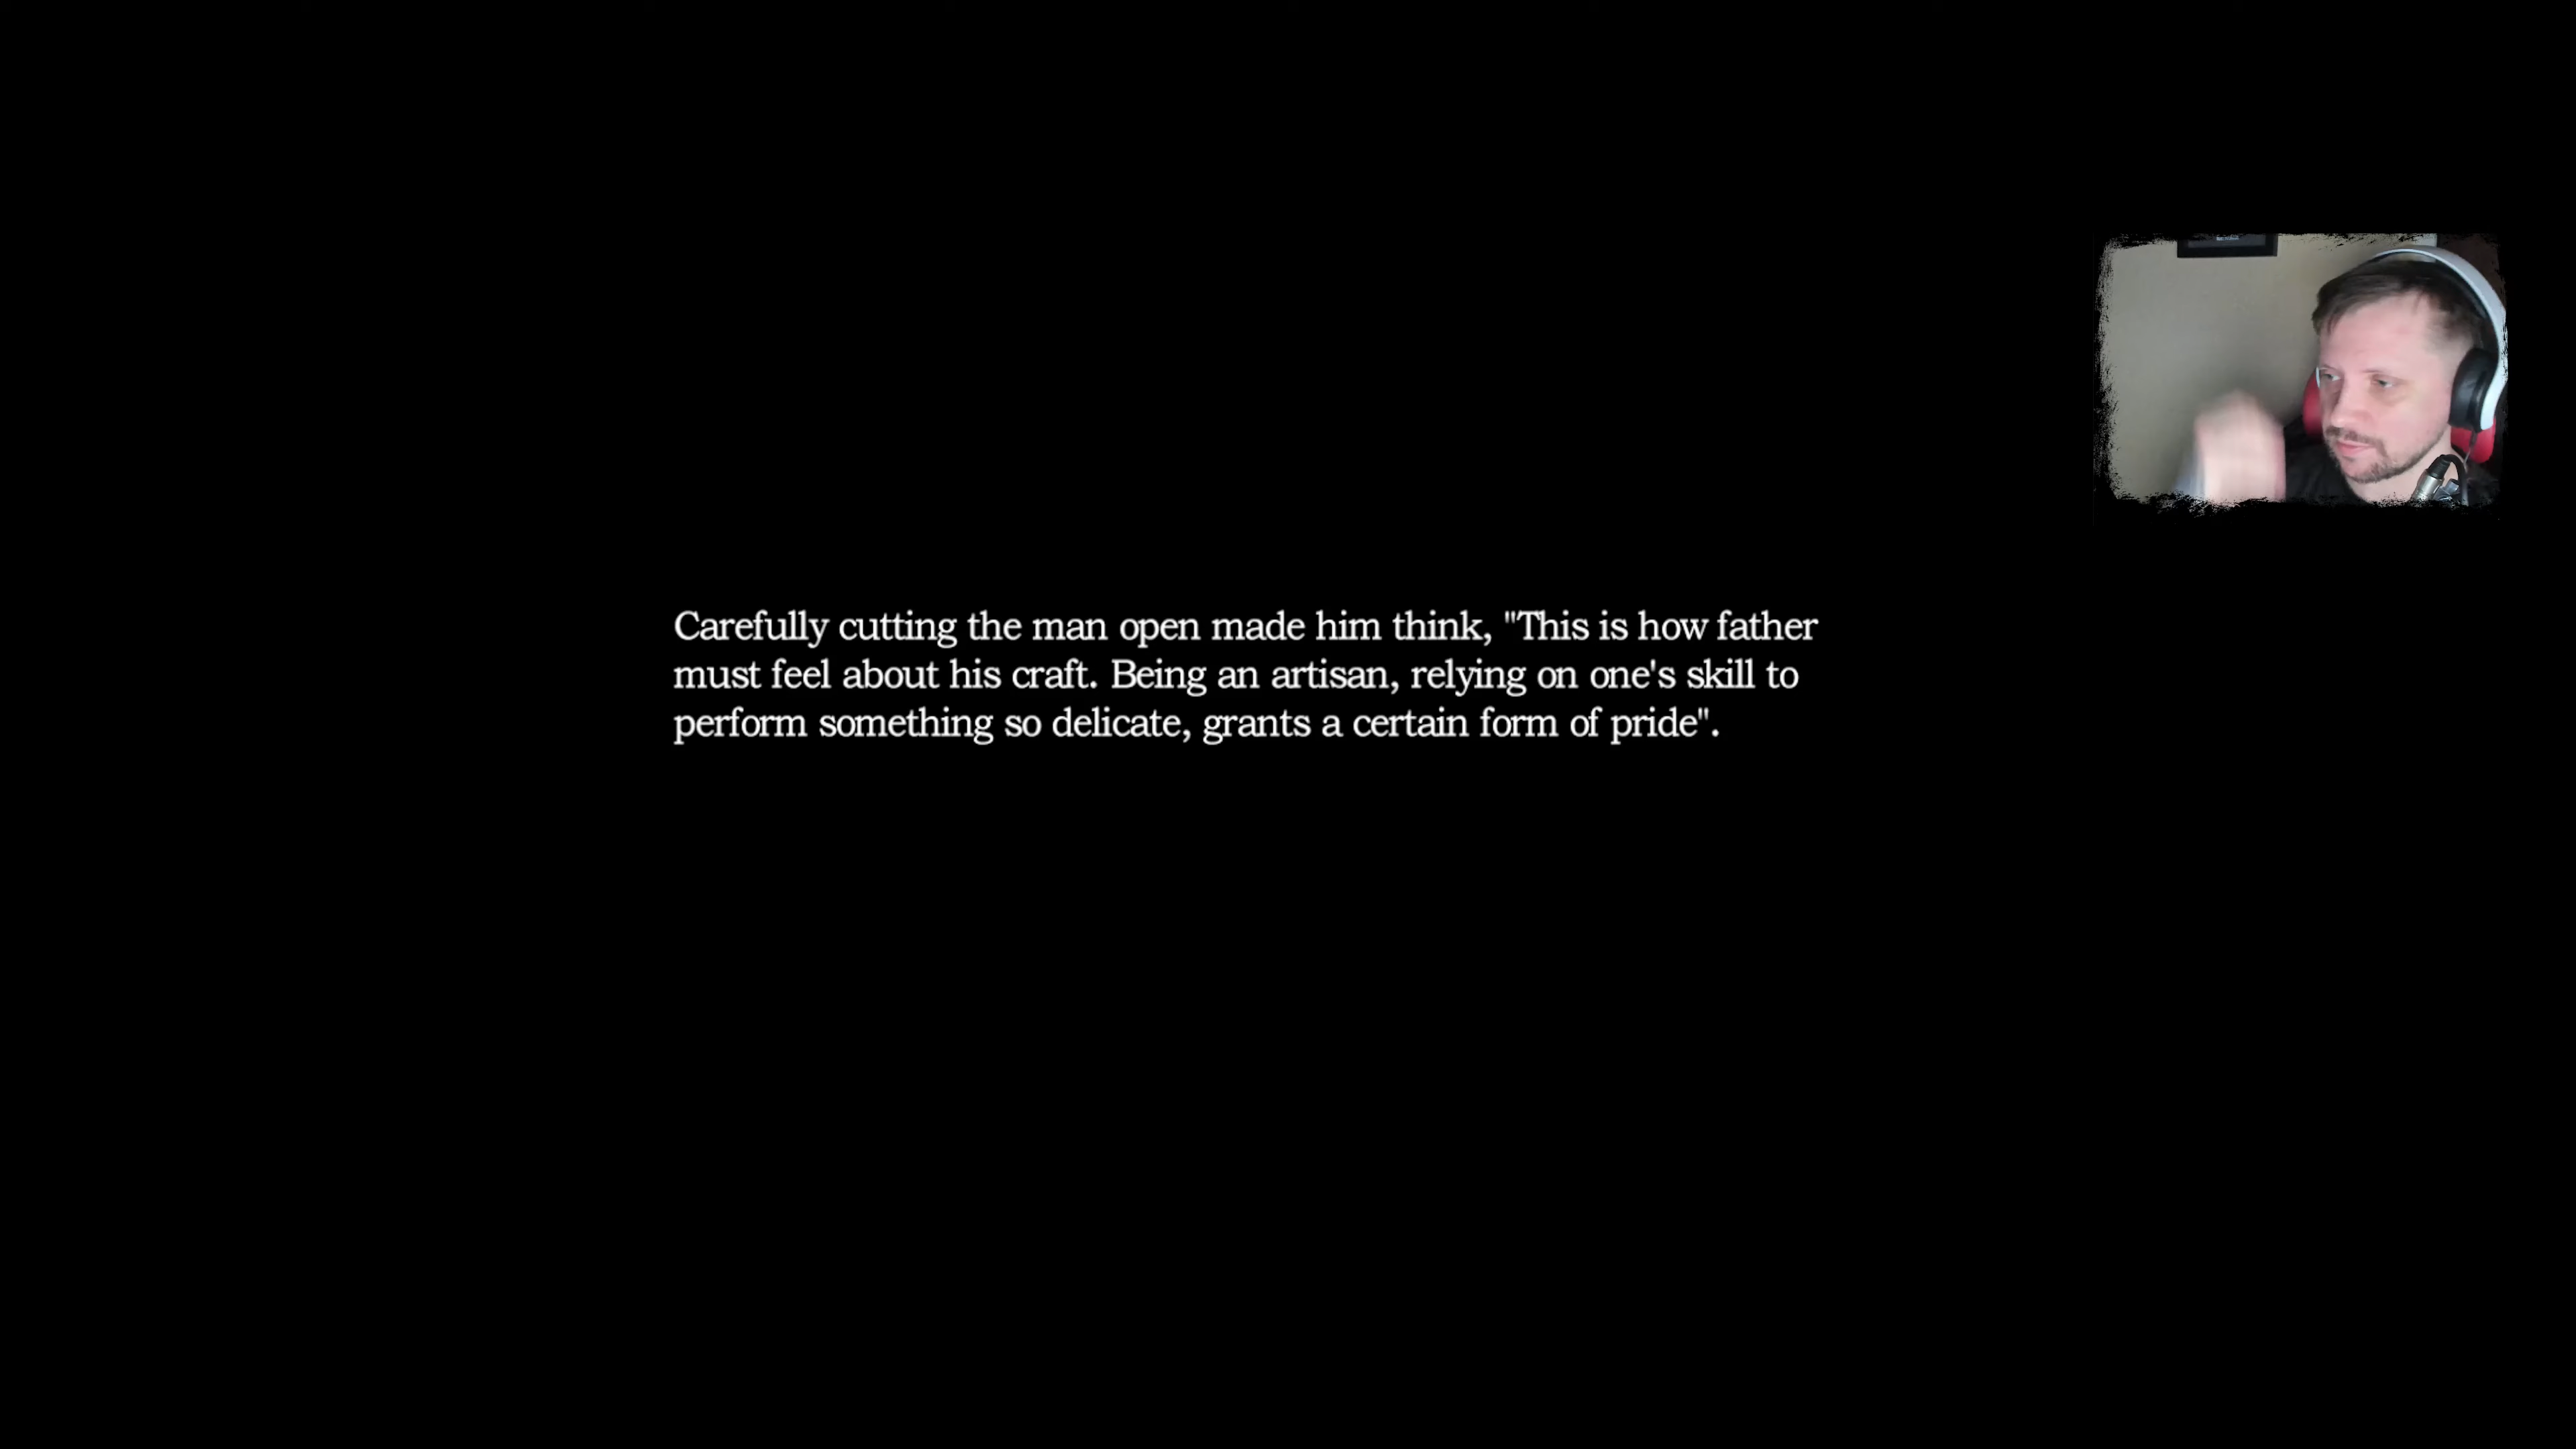 Carefully cutting the man open made him think, "This is how father
must feel about his craft. Being an artisan, relying on one's skill to
perform something so delicate, grants a certain form of pride".